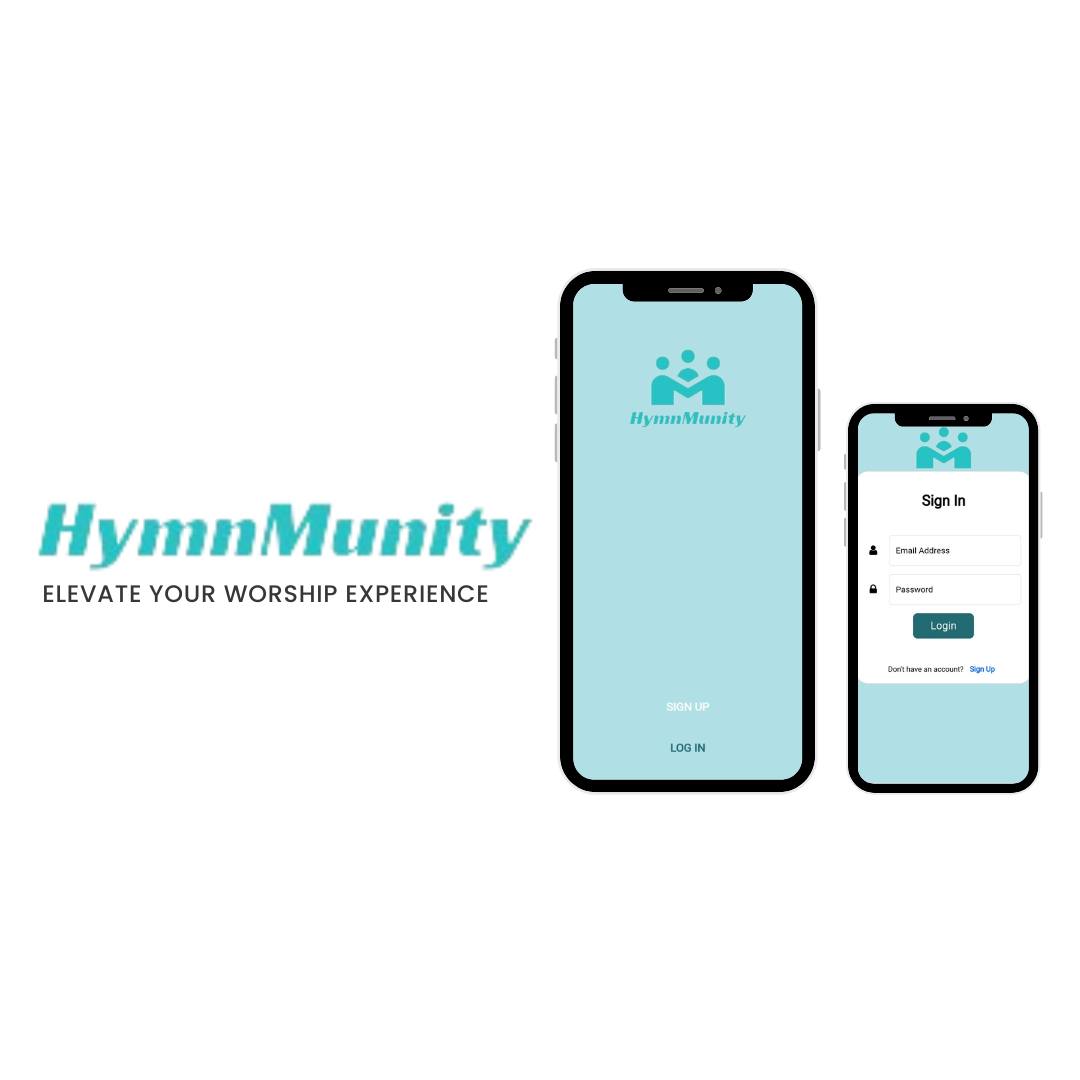 HymnMunity
ELEVATE YOUR WORSHIP EXPERIENCE
HymnMunity
SIGN UP
LOG IN
Sign In
Email Address
Password
Login
Don't have an account? Sign Up